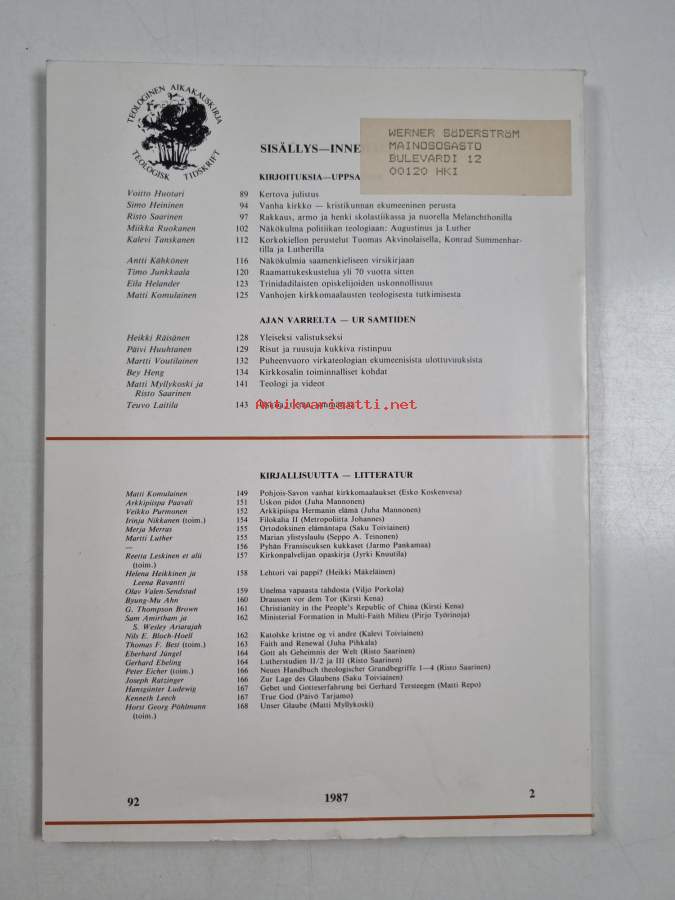 TEOLOGINEN AIKAKAUSKIRJA
TEOLOGISK TIDSKRIFT
WERNER SÖDERSTRÖM
MAINOSOSASTO
BULEVARDI 12
00120 HKI
SISÄLLYS—INNE
KIRJOITUKSIA—UPPSA
Voitto Huotari 89 Kertova julistus
Simo Heininen 94 Vanha kirkko — kristikunnan ekumeeninen perusta
Risto Saarinen 97 Rakkaus, armo ja henki skolastiikassa ja nuorella Melanchthonilla
Miikka Ruokanen 102 Näkökulma politiikan teologiaan: Augustinus ja Luther
Kalevi Tanskanen 112 Korkokiellon perustelut Tuomas Akvinolaisella, Konrad Summenhar-
tilla ja Lutherilla
Antti Kähkönen 116 Näkökulmia saamenkieliseen virsikirjaan
Timo Junkkaala 120 Raamattukeskustelua yli 70 vuotta sitten
Eila Helander 123 Trinidadilaisten opiskelijoiden uskonnollisuus
Matti Komulainen 125 Vanhojen kirkkomaalausten teologisesta tutkimisesta
AJAN VARRELTA — UR SAMTIDEN
Heikki Räisänen 128 Yleiseksi valistukseksi
Päivi Huuhtanen 129 Risut ja ruusuja kukkiva ristinpuu
Martti Voutilainen 132 Puheenvuoro virkateologian ekumeenisista ulottuvuuksista
Bey Heng 134 Kirkkosalin toiminnalliset kohdat
Matti Myllykoski ja 141 Teologi ja videot
Risto Saarinen
Teuvo Laitila 143
Antikvariaatti.net
KIRJALLISUUTTA — LITTERATUR
Matti Komulainen 149 Pohjois-Savon vanhat kirkkomaalaukset (Esko Koskenvesa)
Arkkipiispa Paavali 151 Uskon pidot (Juha Mannonen)
Veikko Purmonen 152 Arkkipiispa Hermanin elämä (Juha Mannonen)
Irinja Nikkanen (toim.) 154 Filokalia II (Metropoliitta Johannes)
Merja Merras 155 Ortodoksinen elämäntapa (Saku Toiviainen)
Martti Luther 155 Marian ylistyslaulu (Seppo A. Teinonen)
— 156 Pyhän Fransiscuksen kukkaset (Jarmo Pankamaa)
Reetta Leskinen et alii 157 Kirkonpalvelijan opaskirja (Jyrki Knuutila)
(toim.)
Helena Heikkinen ja 158 Lehtori vai pappi? (Heikki Mäkeläinen)
Leena Ravantti
Olav Valen-Sendstad 159 Unelma vapaasta tahdosta (Viljo Porkola)
Byung-Mu Ahn 160 Draussen vor dem Tor (Kirsti Kena)
G. Thompson Brown 161 Christianity in the People's Republic of China (Kirsti Kena)
Sam Amirtham ja 162 Ministerial Formation in Multi-Faith Milieu (Pirjo Työrinoja)
S. Wesley Ariarajah
Nils E. Bloch-Hoell 162 Katolske kristne og vi andre (Kalevi Toiviainen)
Thomas F. Best (toim.) 163 Faith and Renewal (Juha Pihkala)
Eberhard Jüngel 164 Gott als Geheimnis der Welt (Risto Saarinen)
Gerhard Ebeling 164 Lutherstudien II/2 ja III (Risto Saarinen)
Peter Eicher (toim.) 166 Neues Handbuch theologischer Grundbegriffe 1—4 (Risto Saarinen)
Joseph Ratzinger 166 Zur Lage des Glaubens (Saku Toiviainen)
Hansgünter Ludewig 167 Gebet und Gotteserfahrung bei Gerhard Tersteegen (Matti Repo)
Kenneth Leech 167 True God (Päivö Tarjamo)
Horst Georg Pöhlmann 168 Unser Glaube (Matti Myllykoski)
(toim.)
92 1987 2